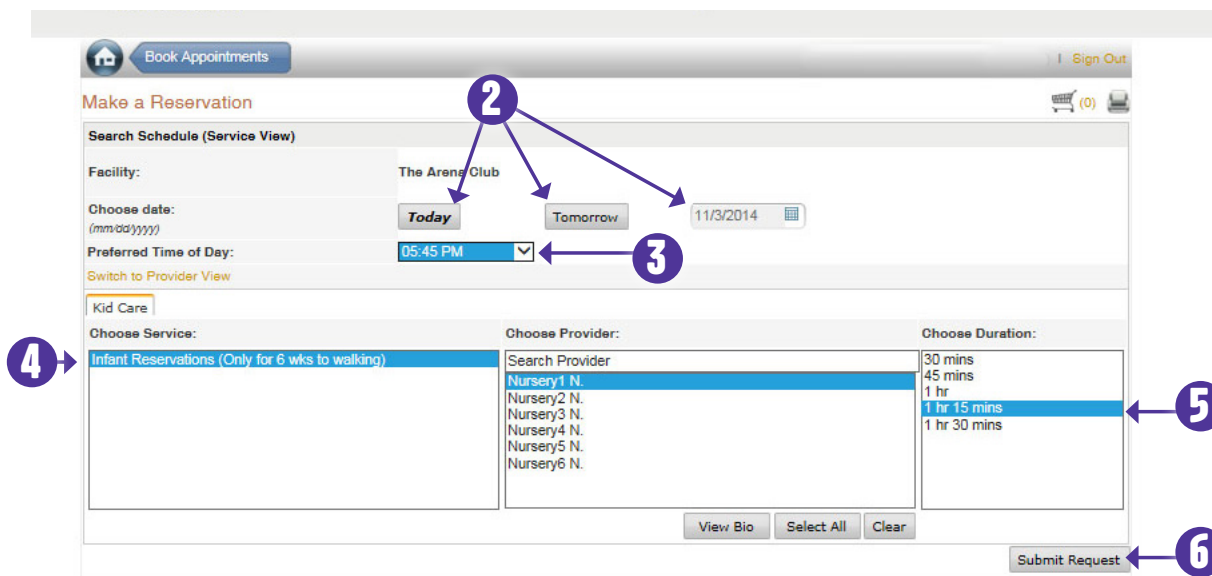 Book Appointments
| Sign Out
Make a Reservation
(0)
2
Search Schedule (Service View)
Facility: The Arena Club
Choose date: Today Tomorrow 11/3/2014
(mm/dd/yyyy)
Preferred Time of Day: 05:45 PM
3
Switch to Provider View
Kid Care
Choose Service: Choose Provider: Choose Duration:
4
Infant Reservations (Only for 6 wks to walking)
Search Provider
Nursery1 N.
Nursery2 N.
Nursery3 N.
Nursery4 N.
Nursery5 N.
Nursery6 N.
30 mins
45 mins
1 hr
1 hr 15 mins
1 hr 30 mins
5
View Bio Select All Clear
Submit Request
6